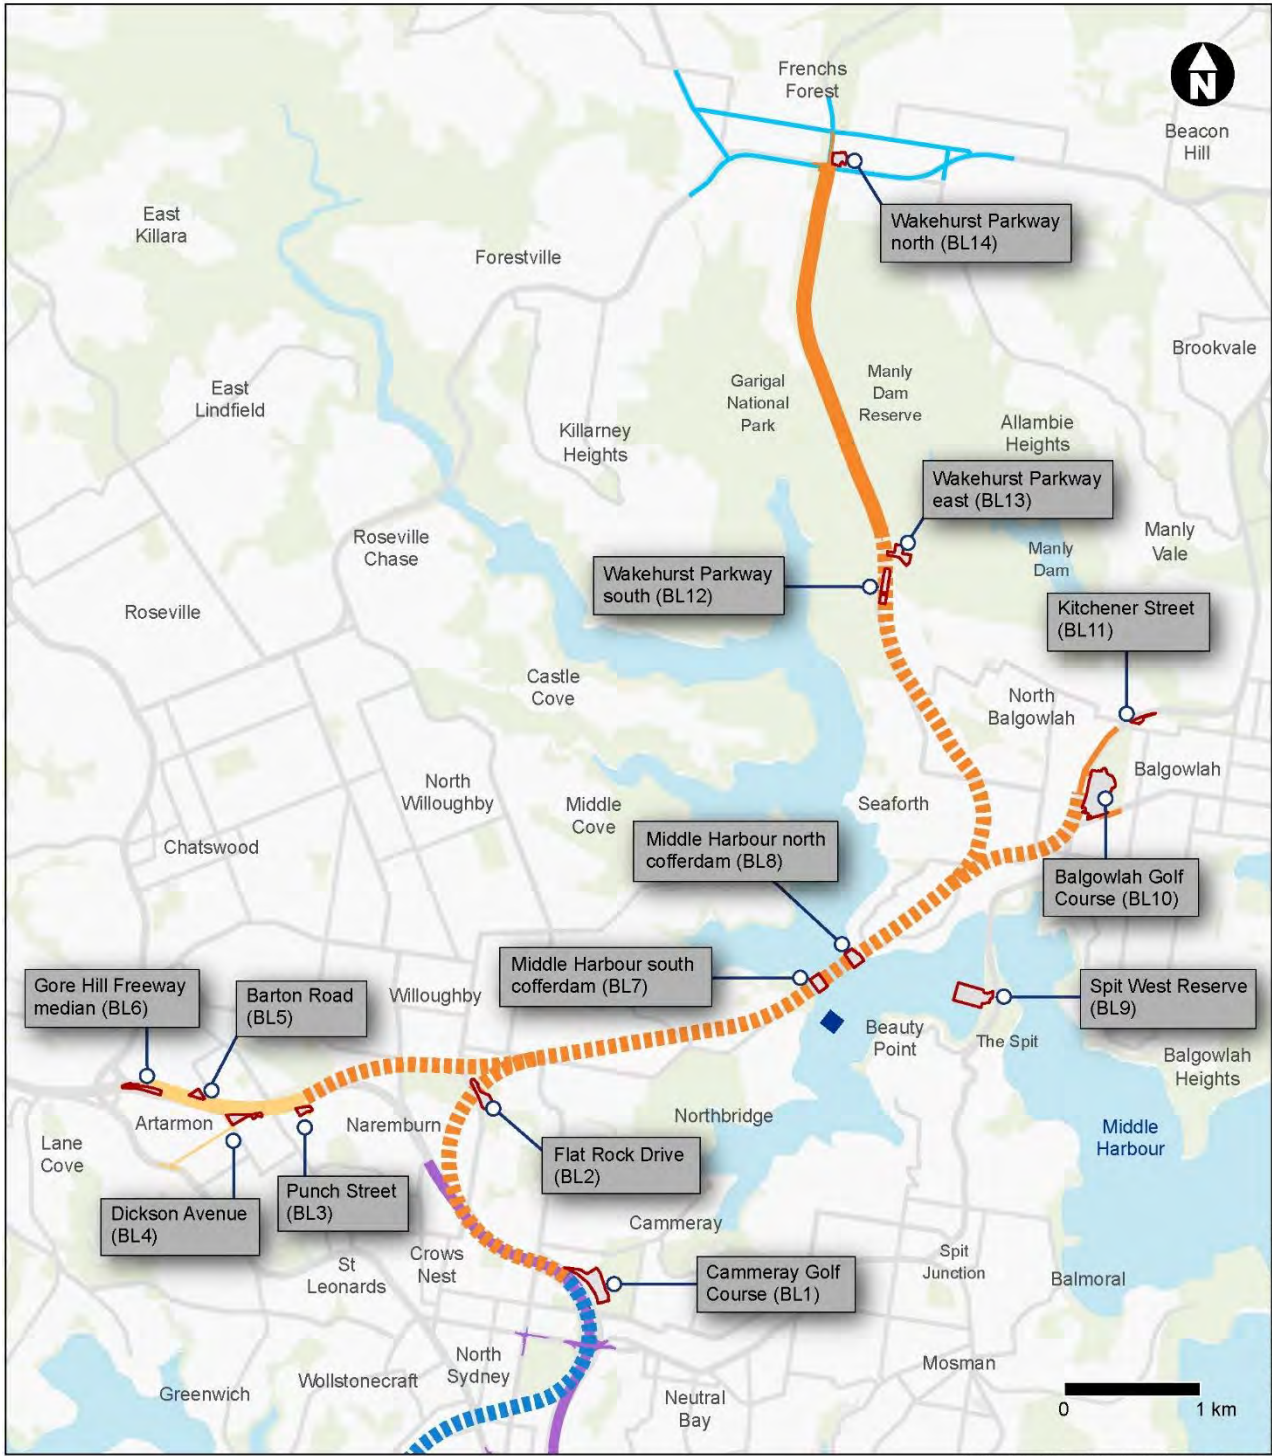 Frenchs
Forest
N
Beacon
Hill
East
Killara
Wakehurst Parkway
north (BL14)
Forestville
Brookvale
East
Lindfield
Garigal
National
Park
Manly
Dam
Reserve
Allambie
Heights
Killarney
Heights
Wakehurst Parkway
east (BL13)
Roseville
Chase
Manly
Vale
Manly
Dam
Wakehurst Parkway
south (BL12)
Roseville
Kitchener Street
(BL11)
Castle
Cove
North
Balgowlah
North
Willoughby
Balgowlah
Middle
Cove
Seaforth
Chatswood
Middle Harbour north
cofferdam (BL8)
Balgowlah Golf
Course (BL10)
Middle Harbour south
cofferdam (BL7)
Gore Hill Freeway
median (BL6)
Barton Road
(BL5)
Willoughby
Spit West Reserve
(BL9)
Beauty
Point
The Spit
Balgowlah
Heights
Artarmon
Naremburn
Northbridge
Lane
Cove
Middle
Harbour
Flat Rock Drive
(BL2)
Punch Street
(BL3)
Dickson Avenue
(BL4)
Cammeray
St
Leonards
Crows
Nest
Cammeray Golf
Course (BL1)
Spit
Junction
Balmoral
North
Sydney
Wollstonecraft
Greenwich
Neutral
Bay
Mosman
0 1 km